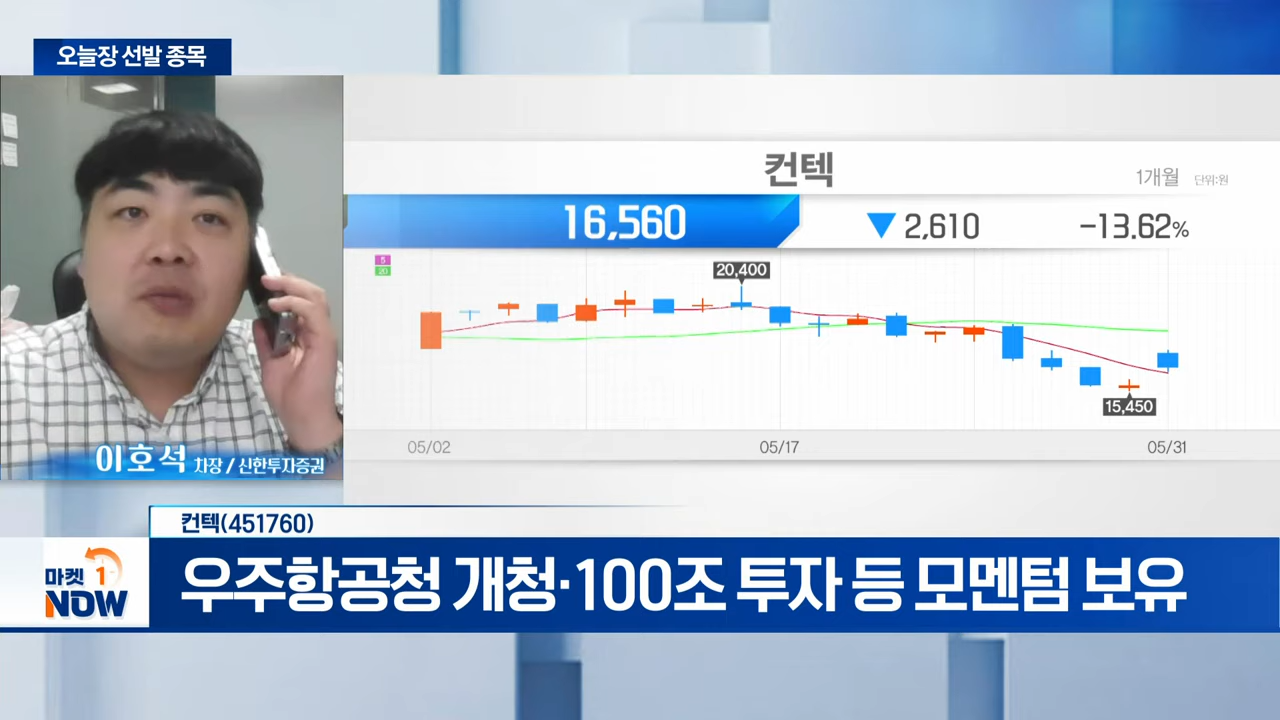 오늘장 선발 종목
컨텍
1개월 단위:원
16,560 ▼ 2,610 -13.62%
5
20
20,400
15,450
05/02 05/17 05/31
이호석 차장 / 신한투자증권
컨텍(451760)
마켓 1 NOW
우주항공청 개청·100조 투자 등 모멘텀 보유